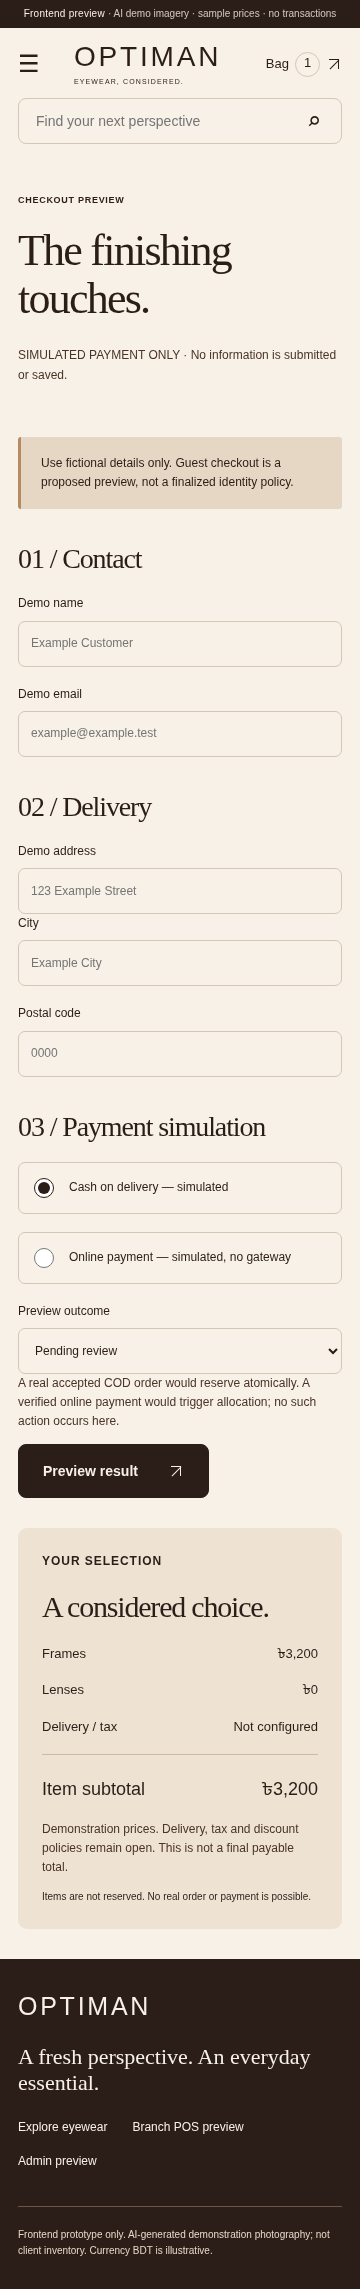 Frontend preview · AI demo imagery · sample prices · no transactions
OPTIMAN
EYEWEAR, CONSIDERED.
Bag 1
Find your next perspective
CHECKOUT PREVIEW
The finishing
touches.
SIMULATED PAYMENT ONLY · No information is submitted
or saved.
Use fictional details only. Guest checkout is a
proposed preview, not a finalized identity policy.
01 / Contact
Demo name
Example Customer
Demo email
example@example.test
02 / Delivery
Demo address
123 Example Street
City
Example City
Postal code
0000
03 / Payment simulation
Cash on delivery — simulated
Online payment — simulated, no gateway
Preview outcome
Pending review
A real accepted COD order would reserve atomically. A
verified online payment would trigger allocation; no such
action occurs here.
Preview result
YOUR SELECTION
A considered choice.
Frames ৳3,200
Lenses ৳0
Delivery / tax Not configured
Item subtotal ৳3,200
Demonstration prices. Delivery, tax and discount
policies remain open. This is not a final payable
total.
Items are not reserved. No real order or payment is possible.
OPTIMAN
A fresh perspective. An everyday
essential.
Explore eyewear Branch POS preview
Admin preview
Frontend prototype only. AI-generated demonstration photography; not
client inventory. Currency BDT is illustrative.